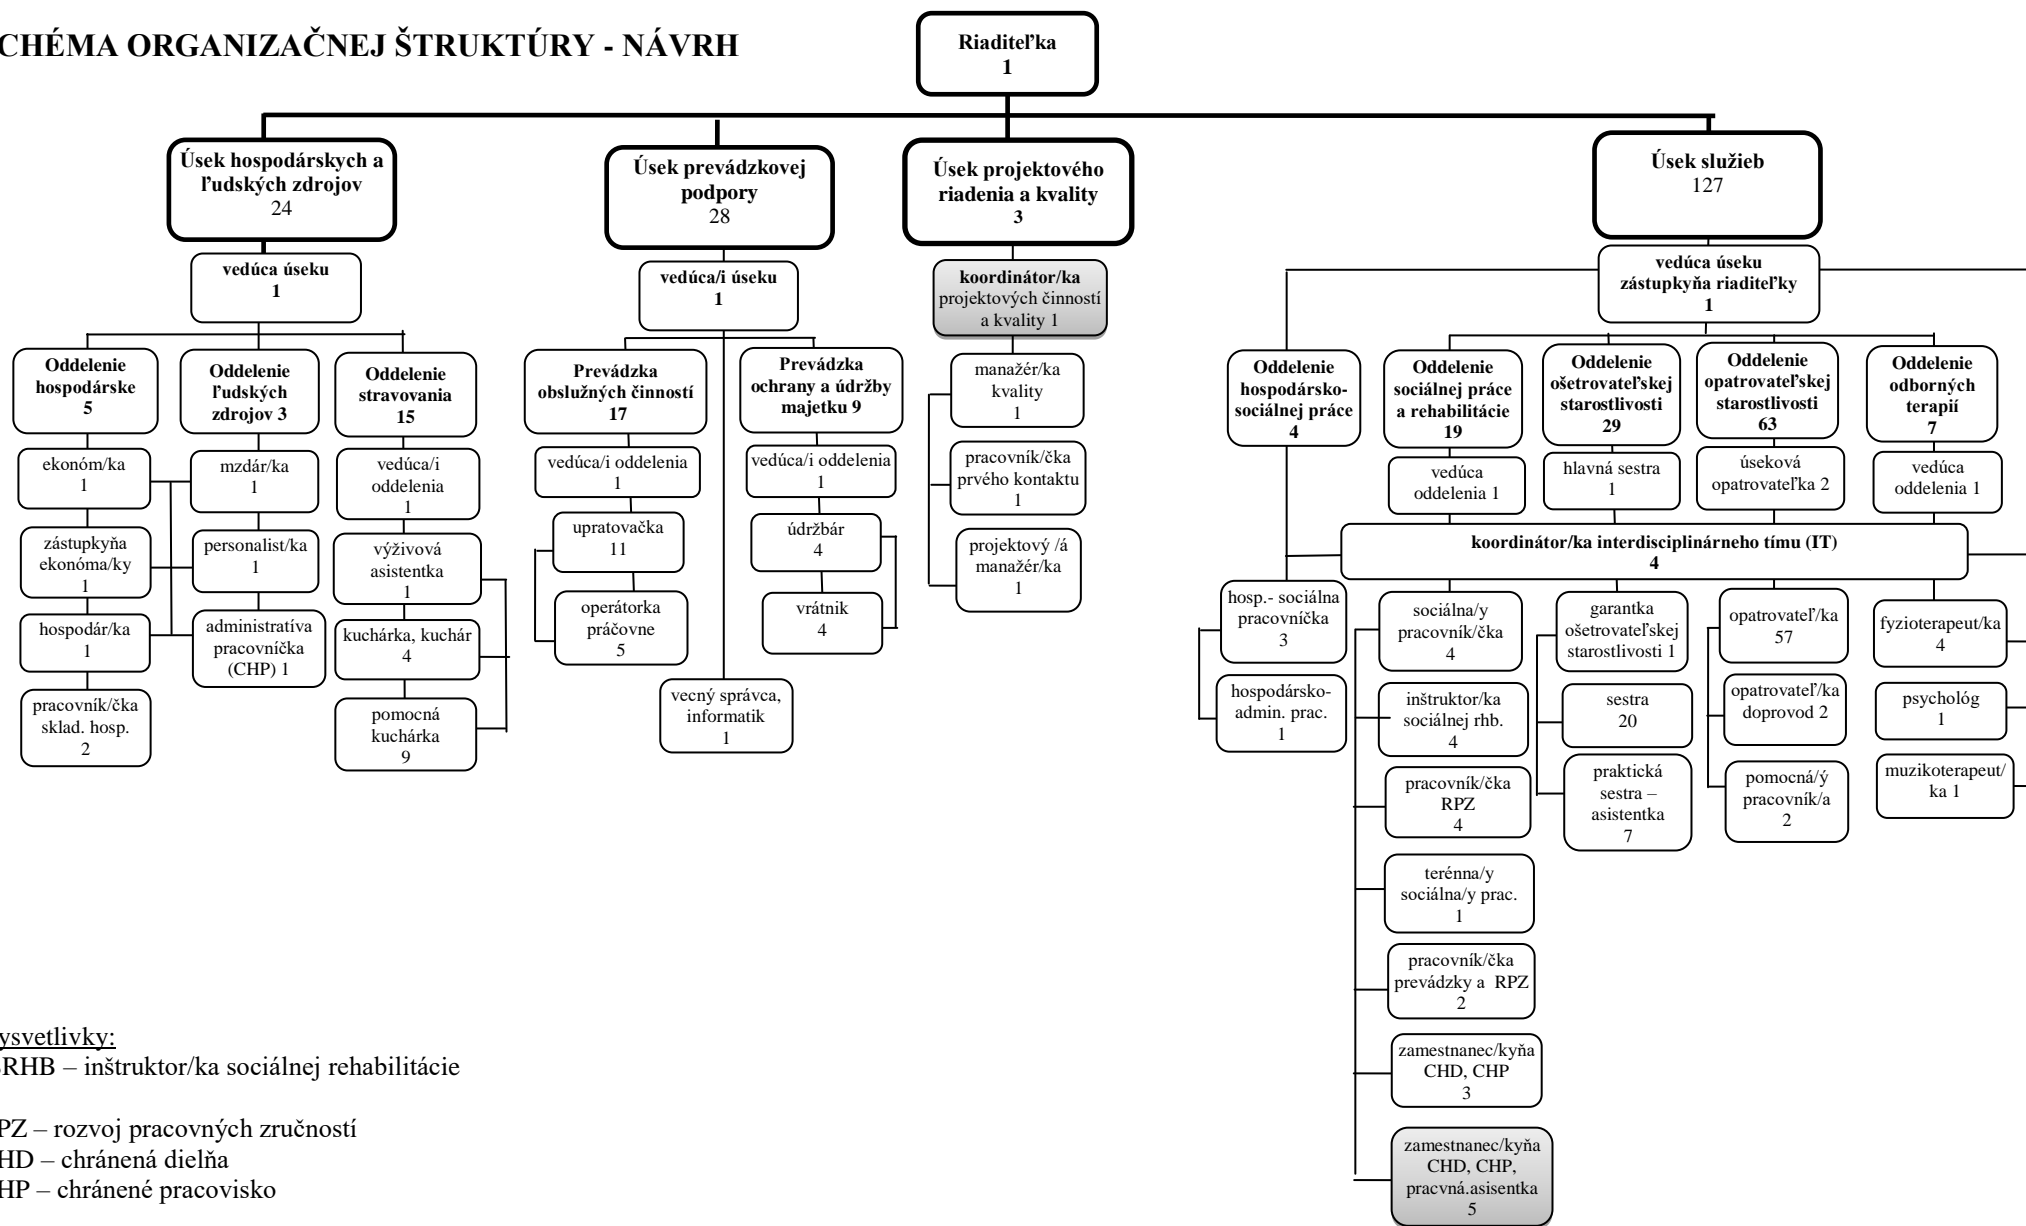 CHÉMA ORGANIZAČNEJ ŠTRUKTÚRY - NÁVRH
Riaditeľka
1
Úsek hospodárskych a
ľudských zdrojov
24
Úsek prevádzkovej
podpory
28
Úsek projektového
riadenia a kvality
3
Úsek služieb
127
vedúca úseku
1
vedúca/i úseku
1
koordinátor/ka
projektových činností
a kvality 1
vedúca úseku
zástupkyňa riaditeľky
1
Oddelenie
hospodárske
5
Oddelenie
ľudských
zdrojov 3
Oddelenie
stravovania
15
Prevádzka
obslužných činností
17
Prevádzka
ochrany a údržby
majetku 9
Oddelenie
hospodársko-
sociálnej práce
4
Oddelenie
sociálnej práce
a rehabilitácie
19
Oddelenie
ošetrovateľskej
starostlivosti
29
Oddelenie
opatrovateľskej
starostlivosti
63
Oddelenie
odborných
terapií
7
ekonóm/ka
1
zástupkyňa
ekonóma/ky
1
hospodár/ka
1
pracovník/čka
sklad. hosp.
2
mzdár/ka
1
personalist/ka
1
administratíva
pracovníčka
(CHP) 1
vedúca/i
oddelenia
1
výživová
asistentka
1
kuchárka, kuchár
4
pomocná
kuchárka
9
vedúca/i oddelenia
1
upratovačka
11
operátorka
práčovne
5
vecný správca,
informatik
1
vedúca/i oddelenia
1
údržbár
4
vrátnik
4
manažér/ka
kvality
1
pracovník/čka
prvého kontaktu
1
projektový /á
manažér/ka
1
vedúca
oddelenia 1
hlavná sestra
1
úseková
opatrovateľka 2
vedúca
oddelenia 1
koordinátor/ka interdisciplinárneho tímu (IT)
4
hosp.- sociálna
pracovníčka
3
hospodársko-
admin. prac.
1
sociálna/y
pracovník/čka
4
inštruktor/ka
sociálnej rhb.
4
pracovník/čka
RPZ
4
terénna/y
sociálna/y prac.
1
pracovník/čka
prevádzky a  RPZ
2
zamestnanec/kyňa
CHD, CHP
3
zamestnanec/kyňa
CHD, CHP,
pracvná.asisentka
5
garantka
ošetrovateľskej
starostlivosti 1
sestra
20
praktická
sestra –
asistentka
7
opatrovateľ/ka
57
opatrovateľ/ka
doprovod 2
pomocná/ý
pracovník/a
2
fyzioterapeut/ka
4
psychológ
1
muzikoterapeut/
ka 1
ysvetlivky:
RHB – inštruktor/ka sociálnej rehabilitácie
PZ – rozvoj pracovných zručností
HD – chránená dielňa
HP – chránené pracovisko